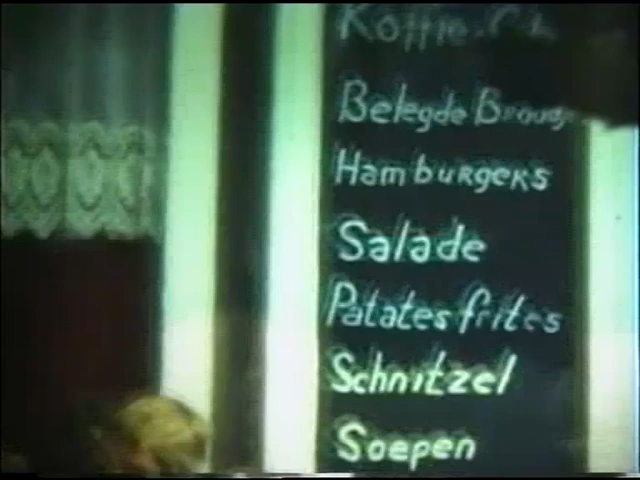 Koffie
Belegde
Hamburgers
Salade
Patates frites
Schnitzel
Soepen